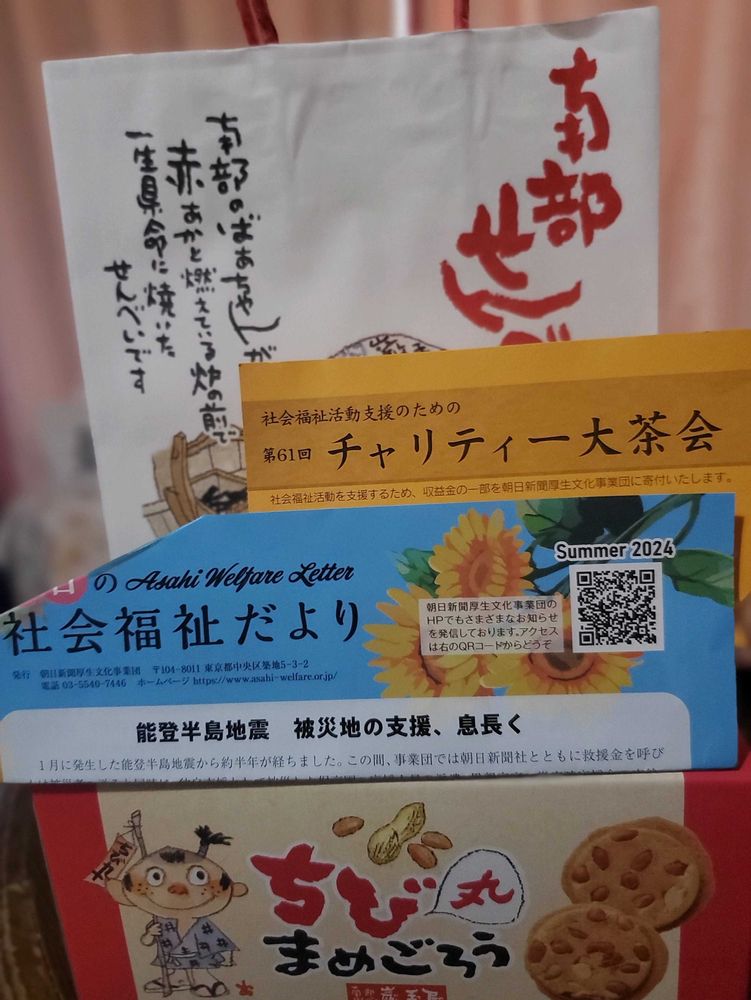 南部せん
南部のばあちゃんが
赤あかと燃えている炉の前で
一生県命に焼いた
せんべいです
社会福祉活動支援のための
第61回 チャリティー大茶会
社会福祉活動を支援するため、収益金の一部を朝日新聞厚生文化事業団に寄付いたします。
の Asahi Welfare Letter
Summer 2024
社会福祉だより
朝日新聞厚生文化事業団の
HPでもさまざまなお知らせ
を発信しております。アクセス
は右のQRコードからどうぞ
発行 朝日新聞厚生文化事業団 〒104-8011 東京都中央区築地5-3-2
電話 03-5540-7446 ホームページ https://www.asahi-welfare.or.jp/
能登半島地震 被災地の支援、息長く
1月に発生した能登半島地震から約半年が経ちました。この間、事業団では朝日新聞社とともに救援金を呼び
ちび丸
まめごろう
南部